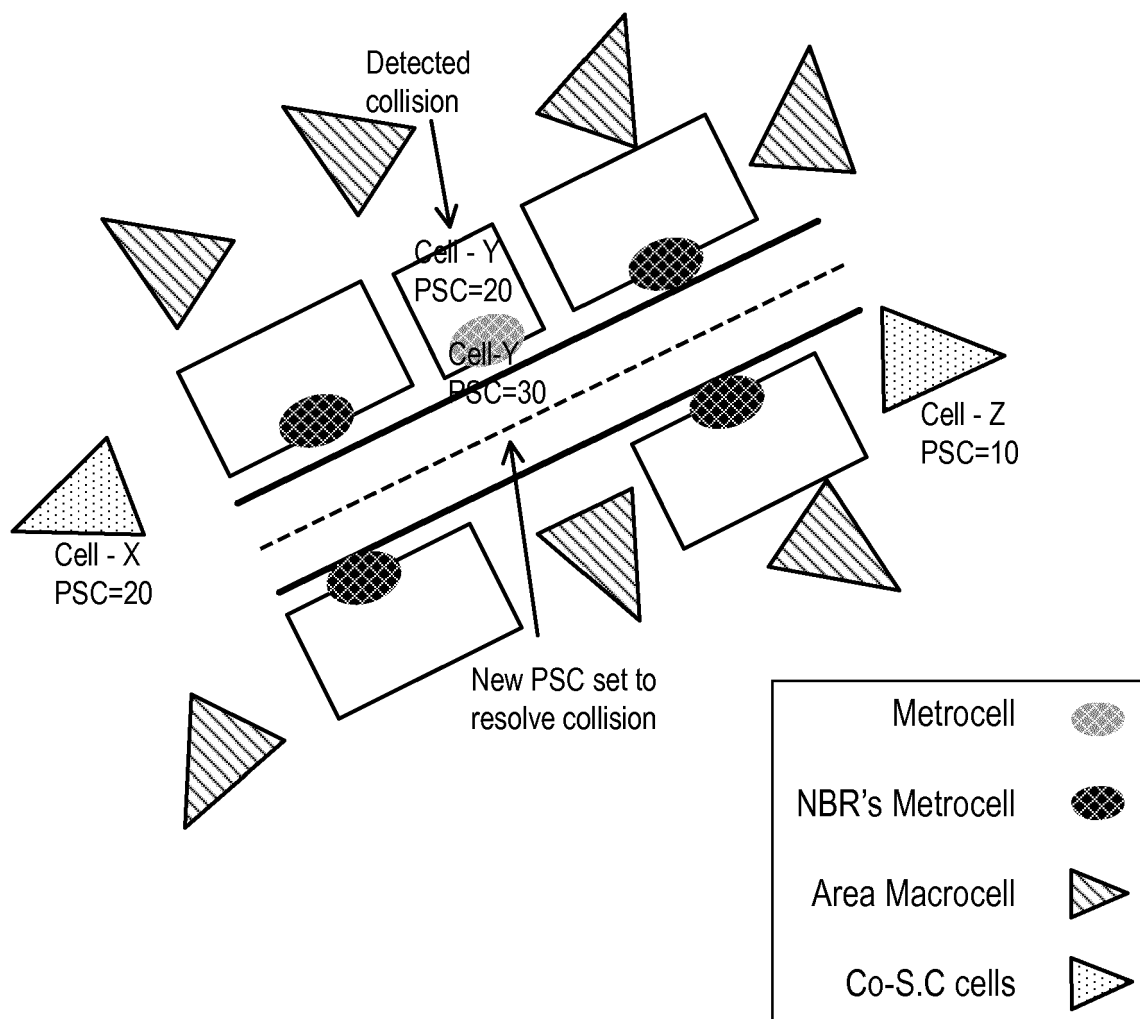 Detected
collision
Cell - Y
PSC=20
Cell-Y
PSC=30
Cell - Z
PSC=10
Cell - X
PSC=20
New PSC set to
resolve collision
Metrocell
NBR's Metrocell
Area Macrocell
Co-S.C cells